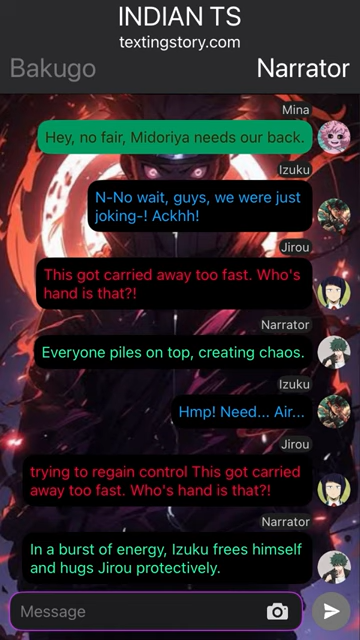 INDIAN TS
textingstory.com
Bakugo
Narrator
Mina
Hey, no fair, Midoriya needs our back.
Izuku
N-No wait, guys, we were just
joking-! Ackhh!
Jirou
This got carried away too fast. Who's
hand is that?!
Narrator
Everyone piles on top, creating chaos.
Izuku
Hmp! Need... Air...
Jirou
trying to regain control This got carried
away too fast. Who's hand is that?!
Narrator
In a burst of energy, Izuku frees himself
and hugs Jirou protectively.
Message